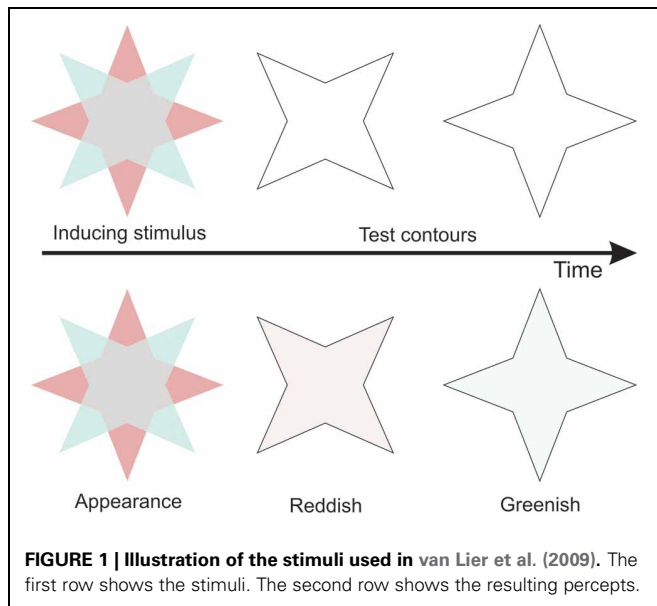 Inducing stimulus
Test contours
Time
Appearance
Reddish
Greenish
FIGURE 1 | Illustration of the stimuli used in van Lier et al. (2009). The
first row shows the stimuli. The second row shows the resulting percepts.